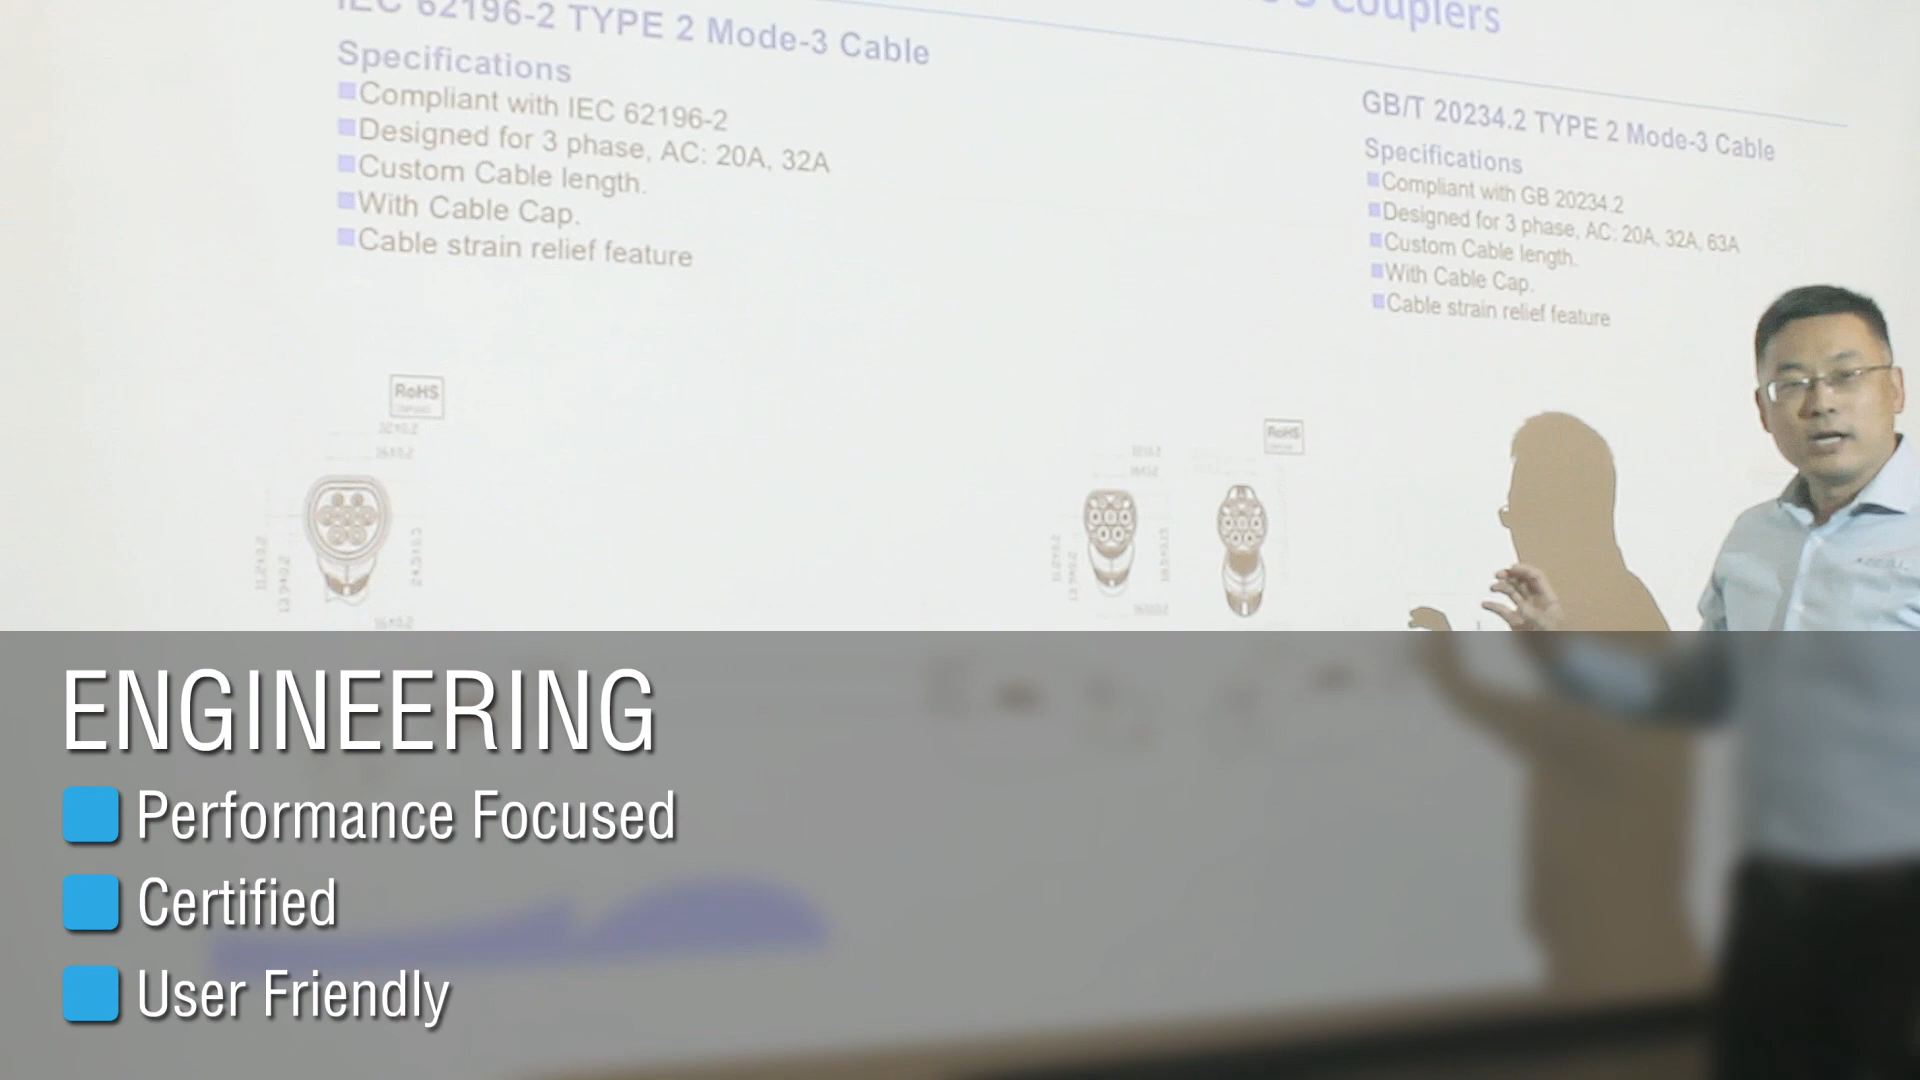 Couplers
IEC 62196-2 TYPE 2 Mode-3 Cable
Specifications
Compliant with IEC 62196-2
Designed for 3 phase, AC: 20A, 32A
Custom Cable length.
With Cable Cap.
Cable strain relief feature
GB/T 20234.2 TYPE 2 Mode-3 Cable
Specifications
Compliant with GB 20234.2
Designed for 3 phase, AC: 20A, 32A, 63A
Custom Cable length.
With Cable Cap.
Cable strain relief feature
RoHS
RoHS
ENGINEERING
Performance Focused
Certified
User Friendly